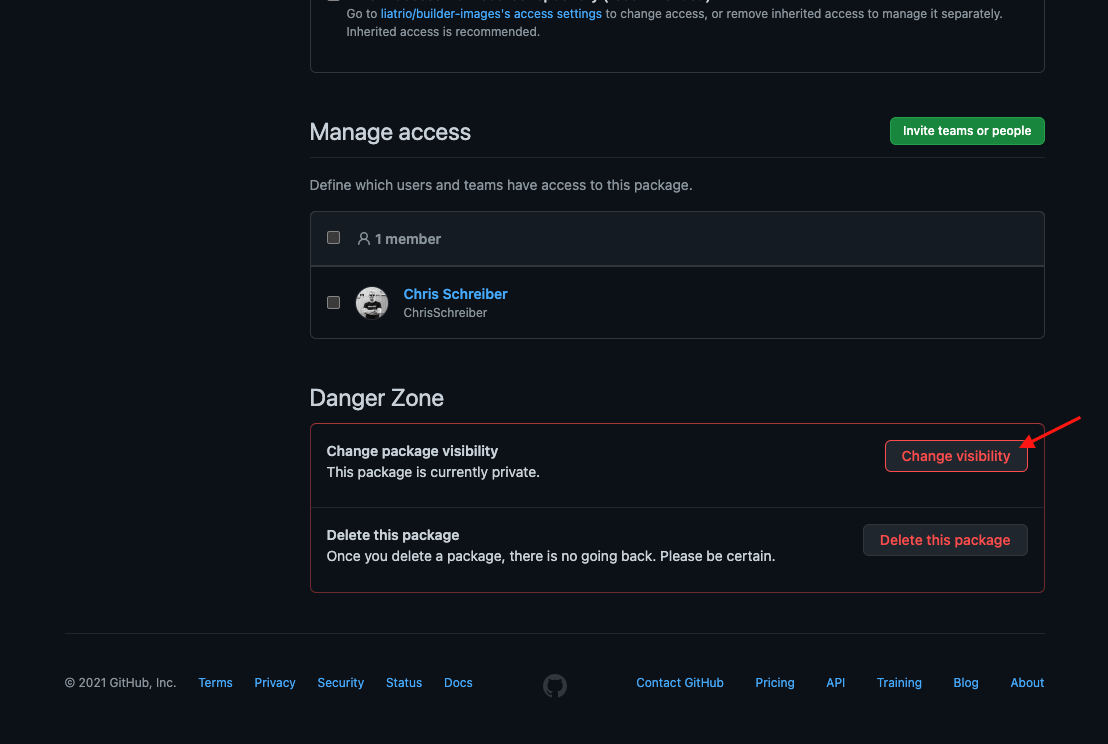 Go to liatrio/builder-images's access settings to change access, or remove inherited access to manage it separately.
Inherited access is recommended.
Manage access
Invite teams or people
Define which users and teams have access to this package.
1 member
Chris Schreiber
ChrisSchreiber
Danger Zone
Change package visibility
This package is currently private.
Change visibility
Delete this package
Once you delete a package, there is no going back. Please be certain.
Delete this package
© 2021 GitHub, Inc. Terms Privacy Security Status Docs Contact GitHub Pricing API Training Blog About